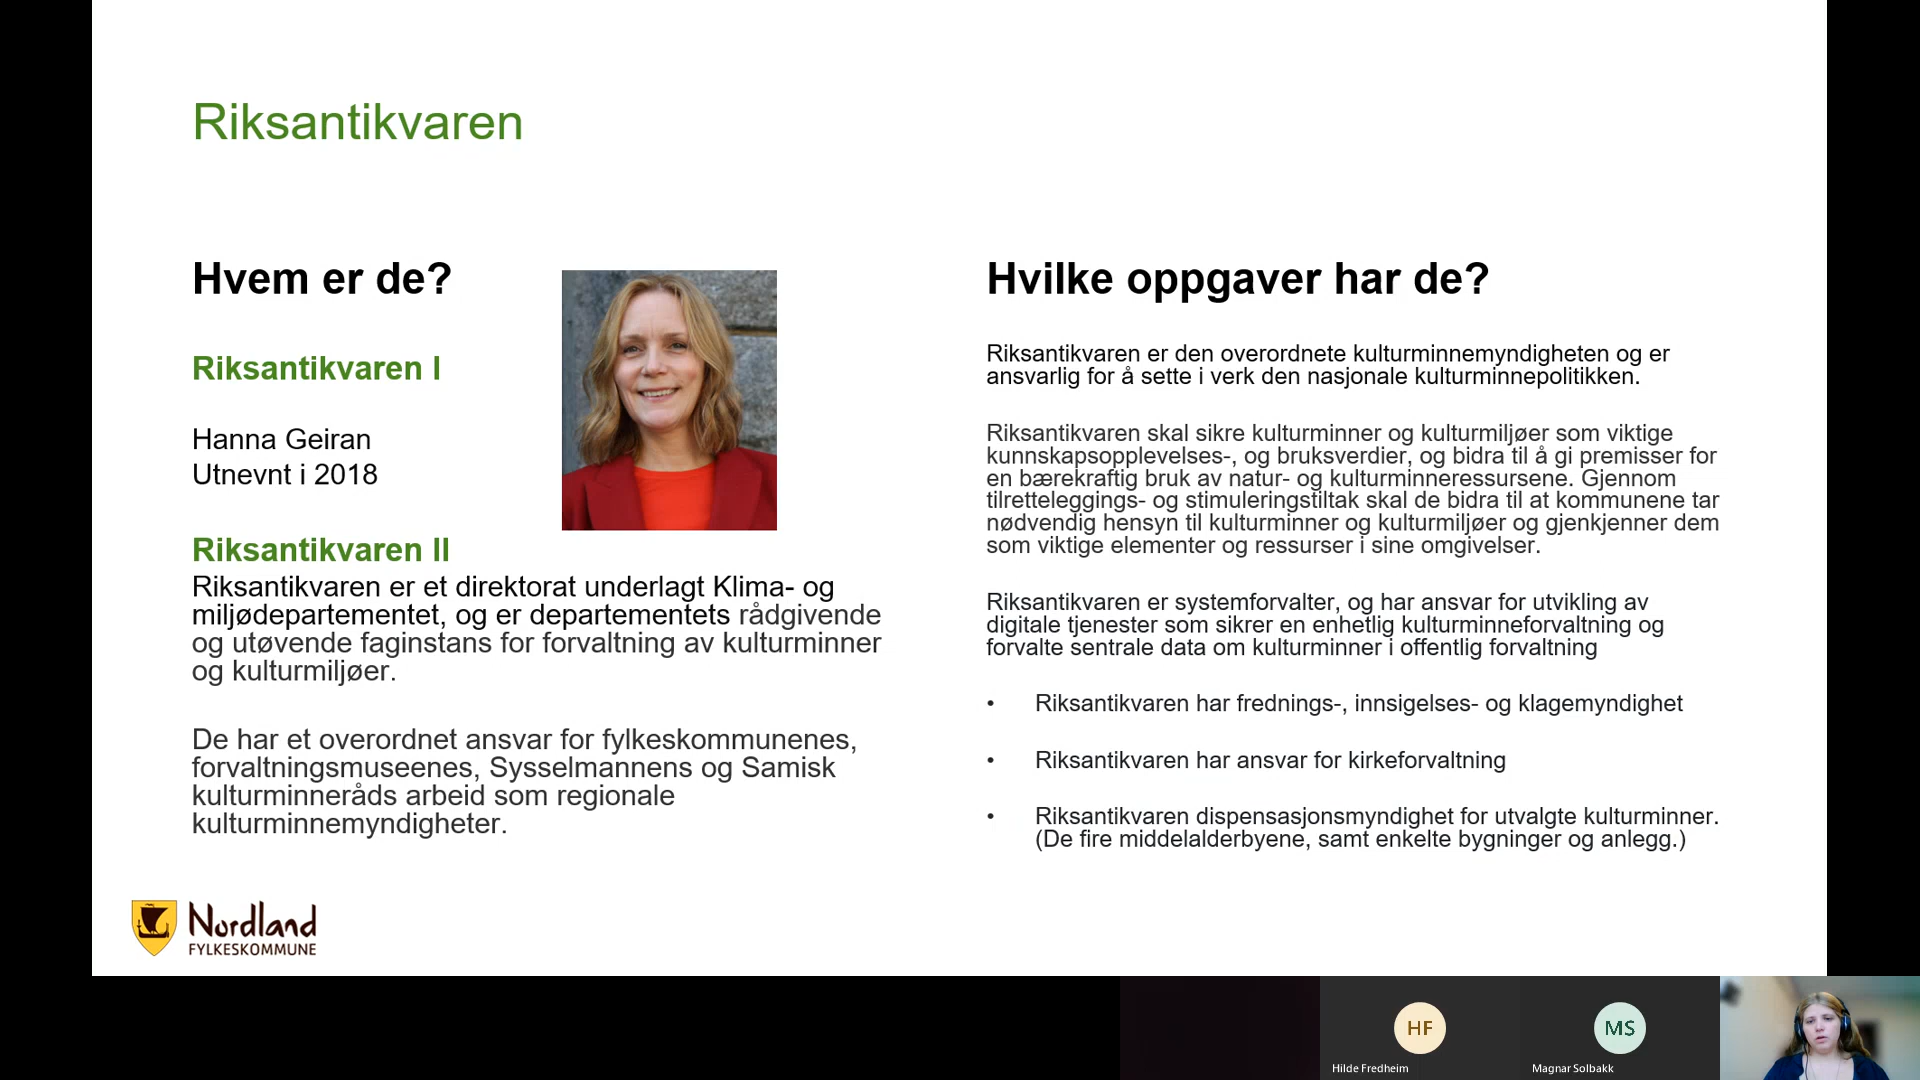 Riksantikvaren
Hvem er de?
Riksantikvaren I
Hanna Geiran
Utnevnt i 2018
Riksantikvaren II
Riksantikvaren er et direktorat underlagt Klima- og
miljødepartementet, og er departementets rådgivende
og utøvende faginstans for forvaltning av kulturminner
og kulturmiljøer.
De har et overordnet ansvar for fylkeskommunenes,
forvaltningsmuseenes, Sysselmannens og Samisk
kulturminneråds arbeid som regionale
kulturminnemyndigheter.
Hvilke oppgaver har de?
Riksantikvaren er den overordnete kulturminnemyndigheten og er
ansvarlig for å sette i verk den nasjonale kulturminnepolitikken.
Riksantikvaren skal sikre kulturminner og kulturmiljøer som viktige
kunnskapsopplevelses-, og bruksverdier, og bidra til å gi premisser for
en bærekraftig bruk av natur- og kulturminneressursene. Gjennom
tilretteleggings- og stimuleringstiltak skal de bidra til at kommunene tar
nødvendig hensyn til kulturminner og kulturmiljøer og gjenkjenner dem
som viktige elementer og ressurser i sine omgivelser.
Riksantikvaren er systemforvalter, og har ansvar for utvikling av
digitale tjenester som sikrer en enhetlig kulturminneforvaltning og
forvalte sentrale data om kulturminner i offentlig forvaltning
• Riksantikvaren har frednings-, innsigelses- og klagemyndighet
• Riksantikvaren har ansvar for kirkeforvaltning
• Riksantikvaren dispensasjonsmyndighet for utvalgte kulturminner.
(De fire middelalderbyene, samt enkelte bygninger og anlegg.)
Nordland
FYLKESKOMMUNE
HF
Hilde Fredheim
MS
Magnar Solbakk